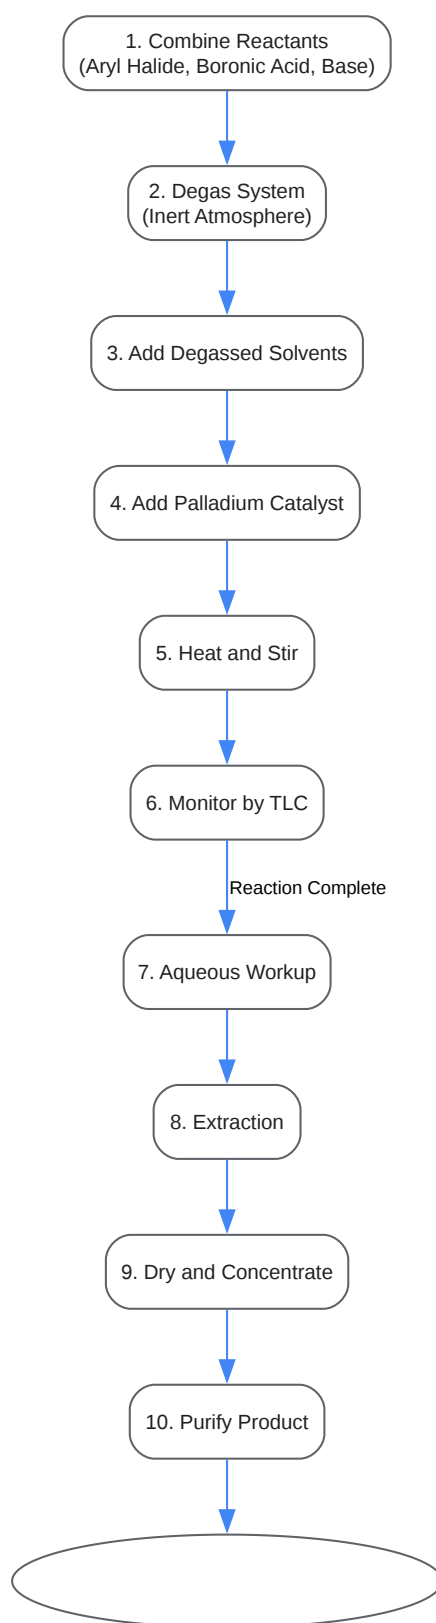 1. Combine Reactants
(Aryl Halide, Boronic Acid, Base)
2. Degas System
(Inert Atmosphere)
3. Add Degassed Solvents
4. Add Palladium Catalyst
5. Heat and Stir
6. Monitor by TLC
Reaction Complete
7. Aqueous Workup
8. Extraction
9. Dry and Concentrate
10. Purify Product